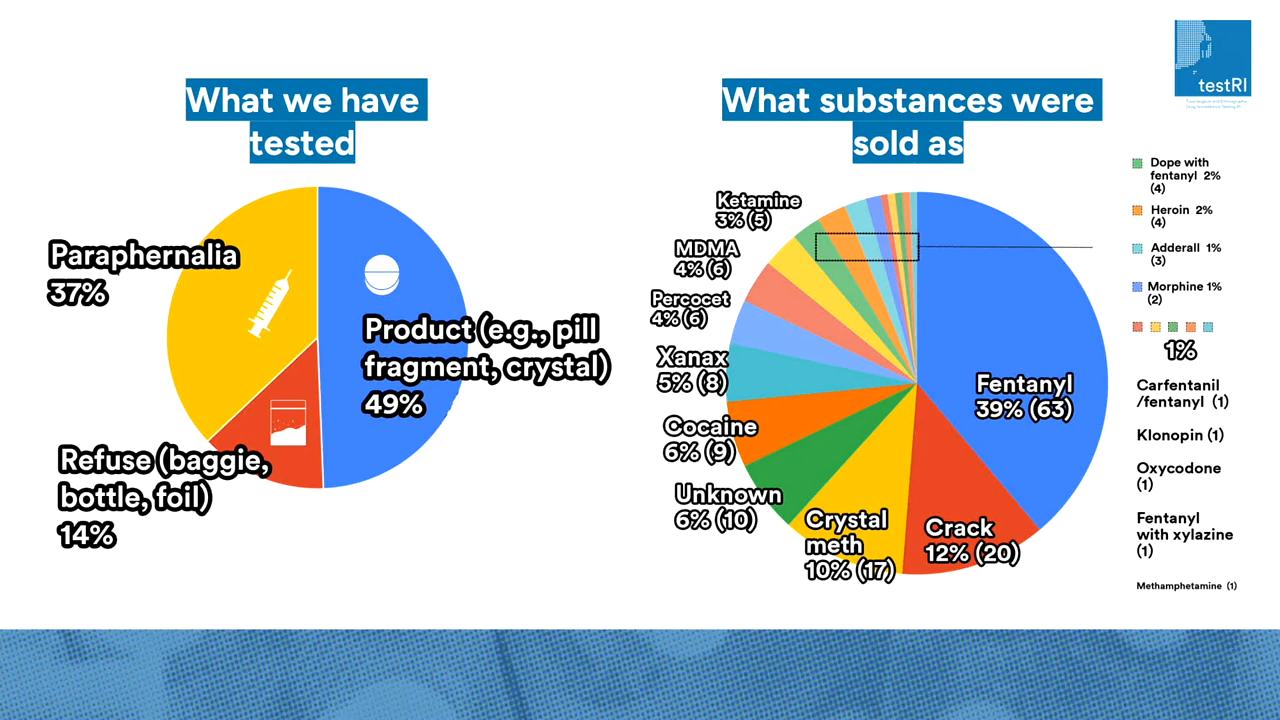 testRI
What we have
tested
Paraphernalia
37%
Product (e.g., pill
fragment, crystal)
49%
Refuse (baggie,
bottle, foil)
14%
What substances were
sold as
Ketamine
3% (5)
MDMA
4% (6)
Percocet
4% (6)
Xanax
5% (8)
Cocaine
6% (9)
Unknown
6% (10)
Crystal
meth
10% (17)
Crack
12% (20)
Fentanyl
39% (63)
Dope with
fentanyl 2%
(4)
Heroin 2%
(4)
Adderall 1%
(3)
Morphine 1%
(2)
1%
Carfentanil
/fentanyl (1)
Klonopin (1)
Oxycodone
(1)
Fentanyl
with xylazine
(1)
Methamphetamine (1)